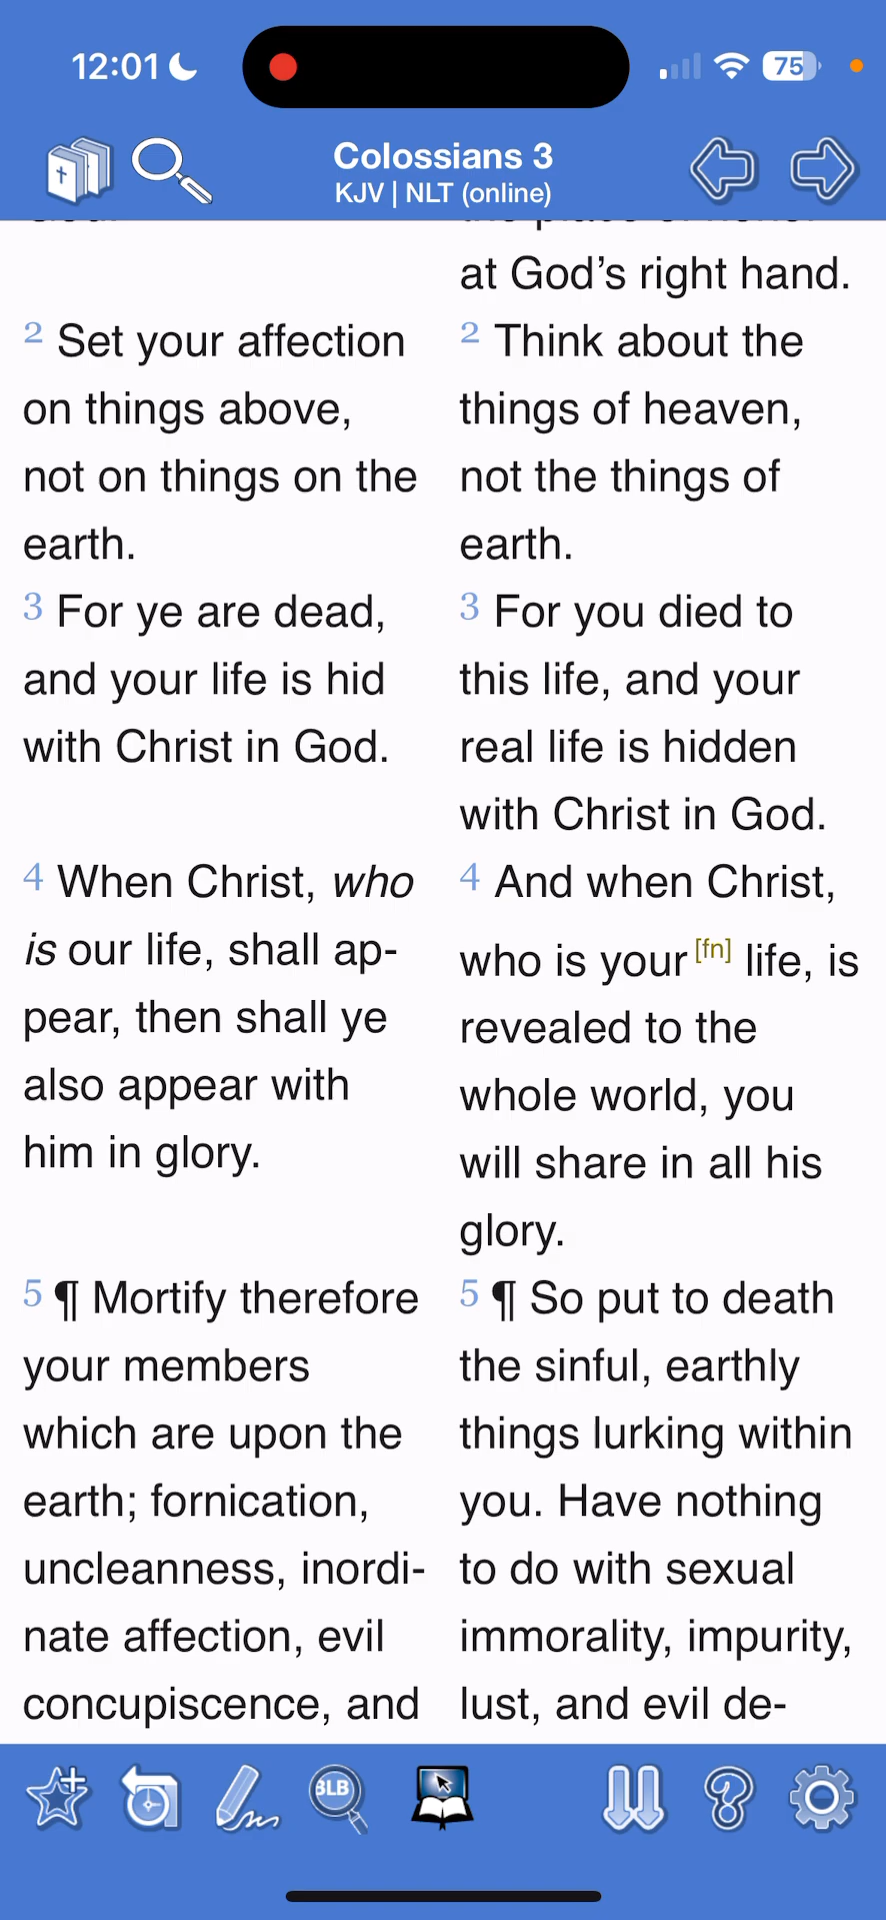 12:01
75
Colossians 3
KJV | NLT (online)
at God’s right hand.
2 Set your affection
on things above,
not on things on the
earth.
3 For ye are dead,
and your life is hid
with Christ in God.
4 When Christ, who
is our life, shall ap-
pear, then shall ye
also appear with
him in glory.
5 ¶ Mortify therefore
your members
which are upon the
earth; fornication,
uncleanness, inordi-
nate affection, evil
concupiscence, and
2 Think about the
things of heaven,
not the things of
earth.
3 For you died to
this life, and your
real life is hidden
with Christ in God.
4 And when Christ,
who is your [fn] life, is
revealed to the
whole world, you
will share in all his
glory.
5 ¶ So put to death
the sinful, earthly
things lurking within
you. Have nothing
to do with sexual
immorality, impurity,
lust, and evil de-
BLB